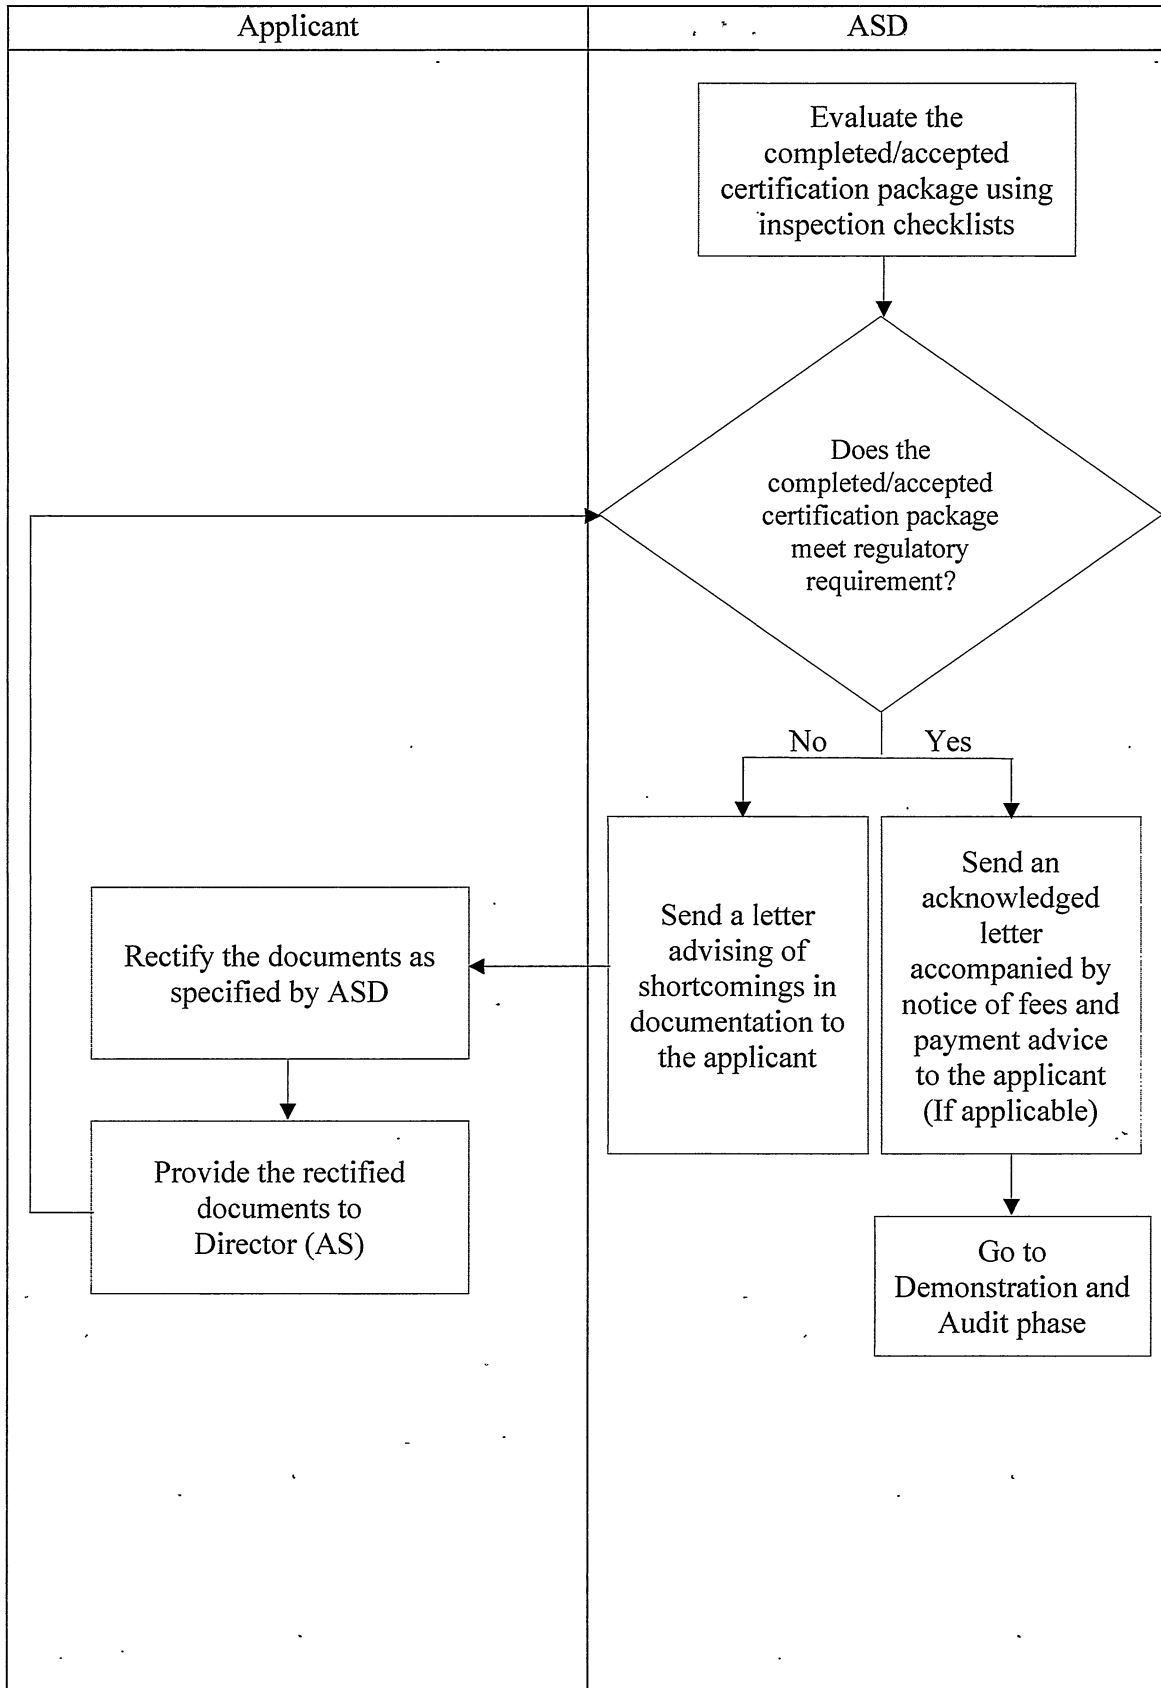 Applicant
ASD
Evaluate the
completed/accepted
certification package using
inspection checklists
Does the
completed/accepted
certification package
meet regulatory
requirement?
No
Yes
Rectify the documents as
specified by ASD
Send a letter
advising of
shortcomings in
documentation to
the applicant
Send an
acknowledged
letter
accompanied by
notice of fees and
payment advice
to the applicant
(If applicable)
Provide the rectified
documents to
Director (AS)
Go to
Demonstration and
Audit phase